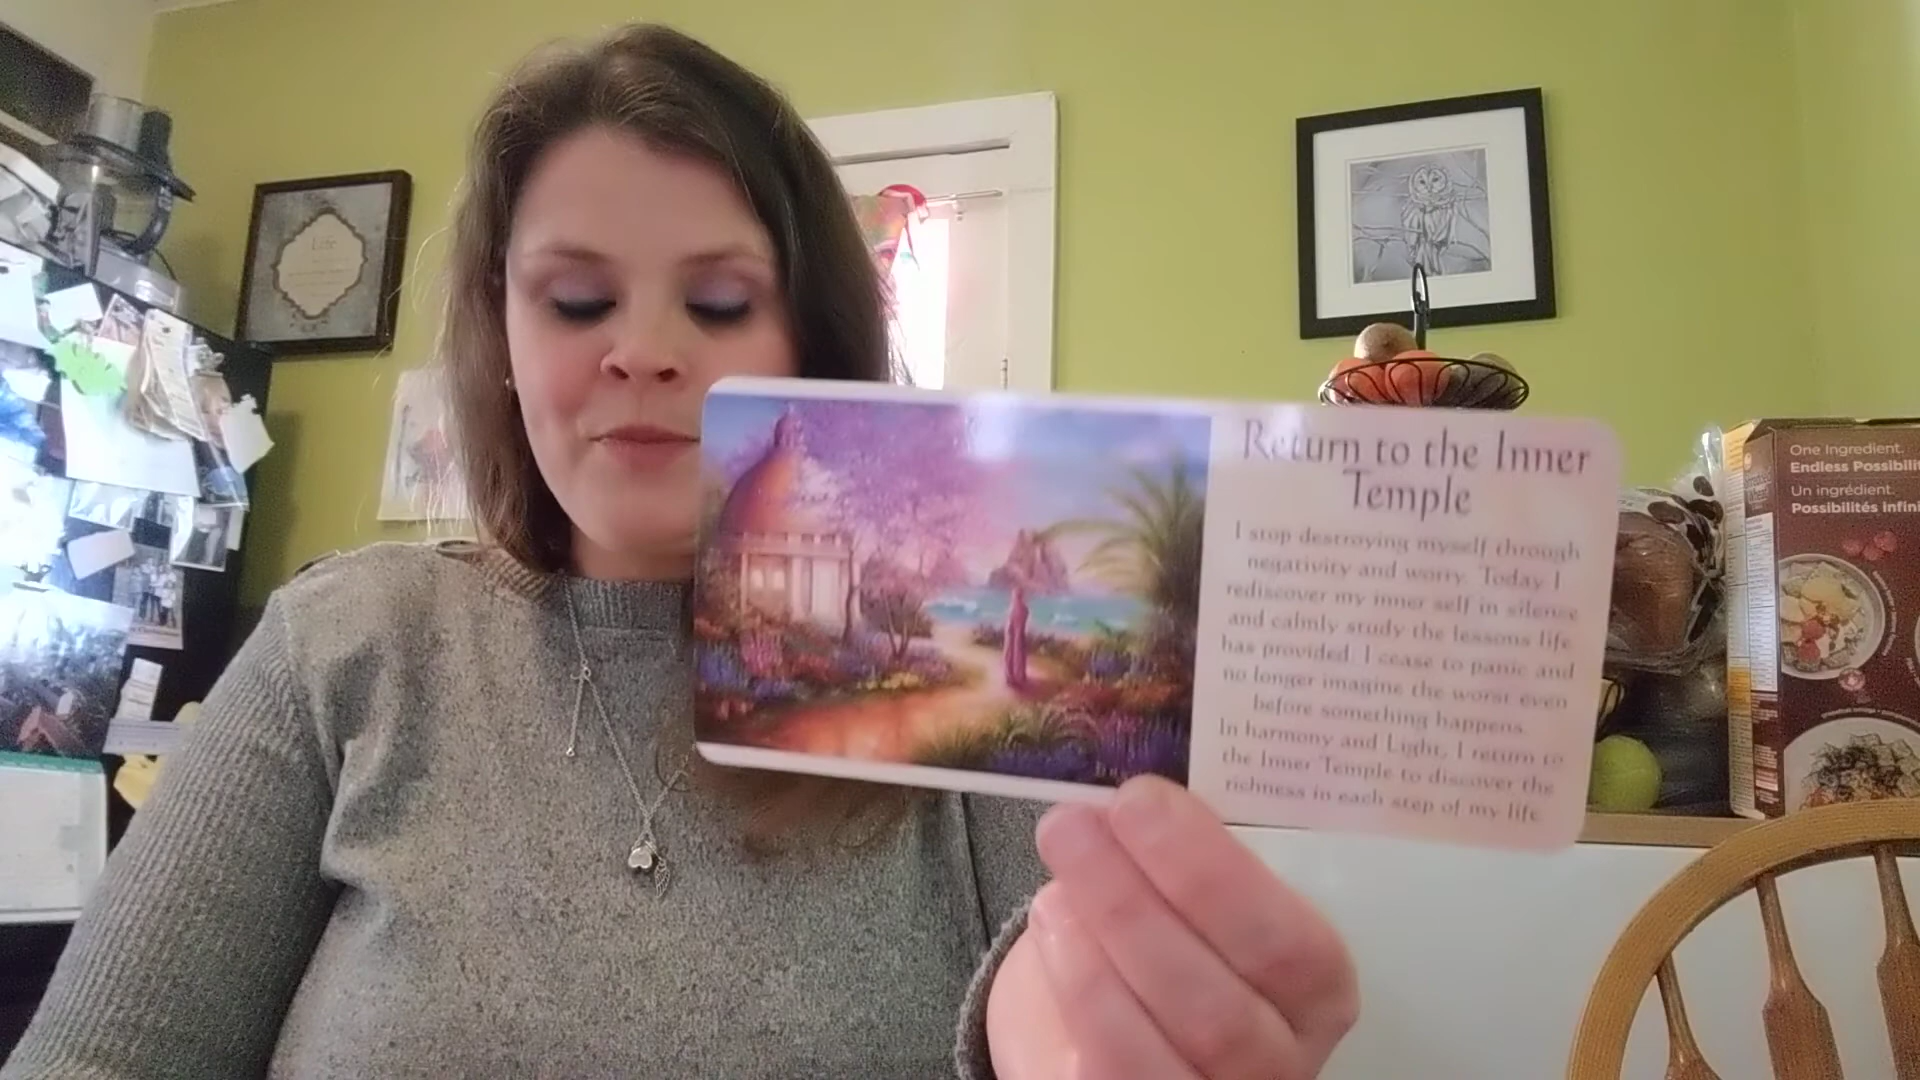 Life
Return to the Inner
Temple
I stop destroying myself through
negativity and worry. Today I
rediscover my inner self in silence
and calmly study the lessons life
has provided. I cease to panic and
no longer imagine the worst even
before something happens.
In harmony and Light, I return to
the Inner Temple to discover the
richness in each step of my life.
One Ingredient.
Endless Possibilit
Un ingrédient.
Possibilités Infini